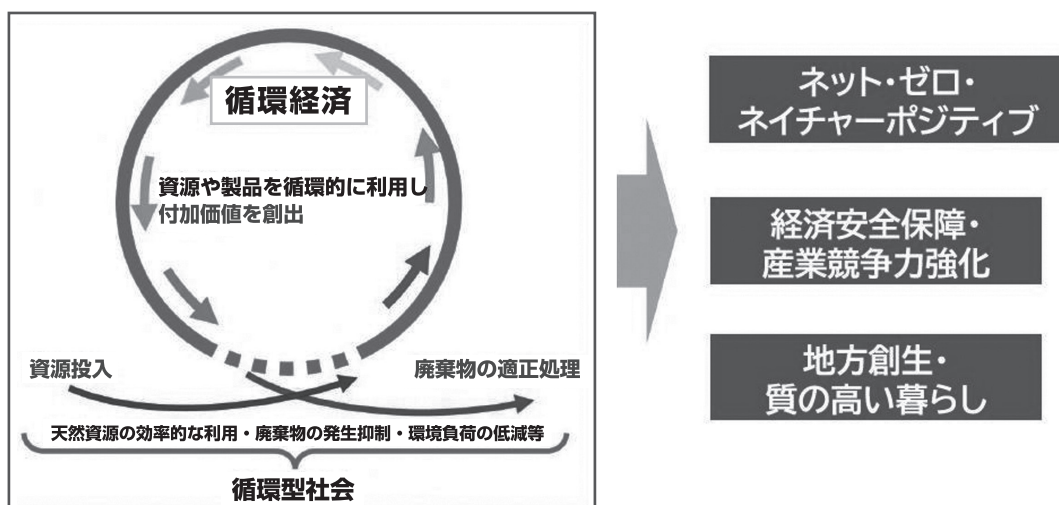 循環経済
資源や製品を循環的に利用し
付加価値を創出
資源投入
廃棄物の適正処理
天然資源の効率的な利用・廃棄物の発生抑制・環境負荷の低減等
循環型社会
ネット・ゼロ・
ネイチャーポジティブ
経済安全保障・
産業競争力強化
地方創生・
質の高い暮らし